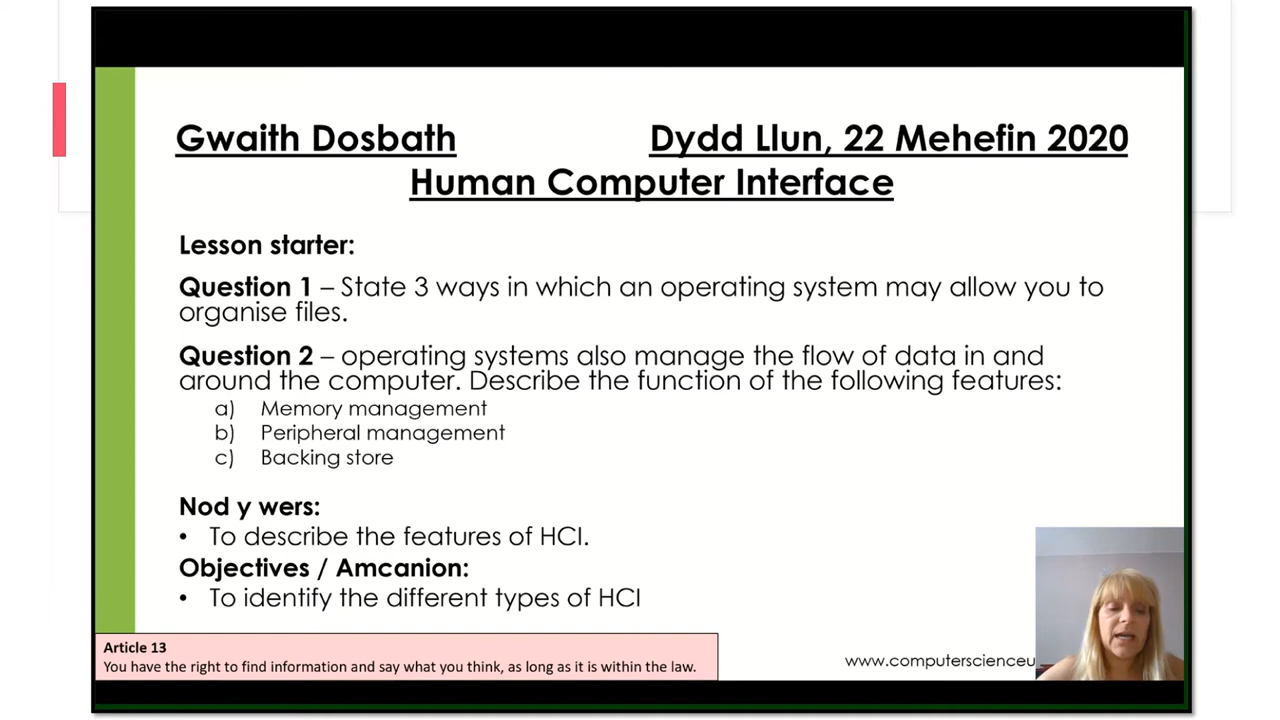 Gwaith Dosbath Dydd Llun, 22 Mehefin 2020
Human Computer Interface
Lesson starter:
Question 1 – State 3 ways in which an operating system may allow you to
organise files.
Question 2 – operating systems also manage the flow of data in and
around the computer. Describe the function of the following features:
a) Memory management
b) Peripheral management
c) Backing store
Nod y wers:
• To describe the features of HCI.
Objectives / Amcanion:
• To identify the different types of HCI
Article 13
You have the right to find information and say what you think, as long as it is within the law.
www.computerscienceu